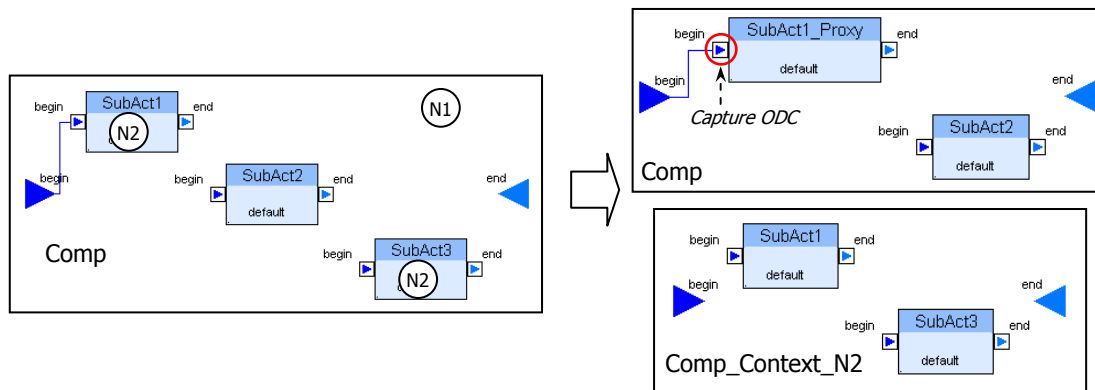 begin
SubAct1
end
N1
N2
begin
begin
SubAct2
end
default
end
Comp
begin
SubAct3
end
N2
begin
SubAct1_Proxy
end
default
begin
Capture ODC
end
begin
SubAct2
end
default
Comp
begin
SubAct1
end
default
begin
end
begin
SubAct3
end
default
Comp_Context_N2